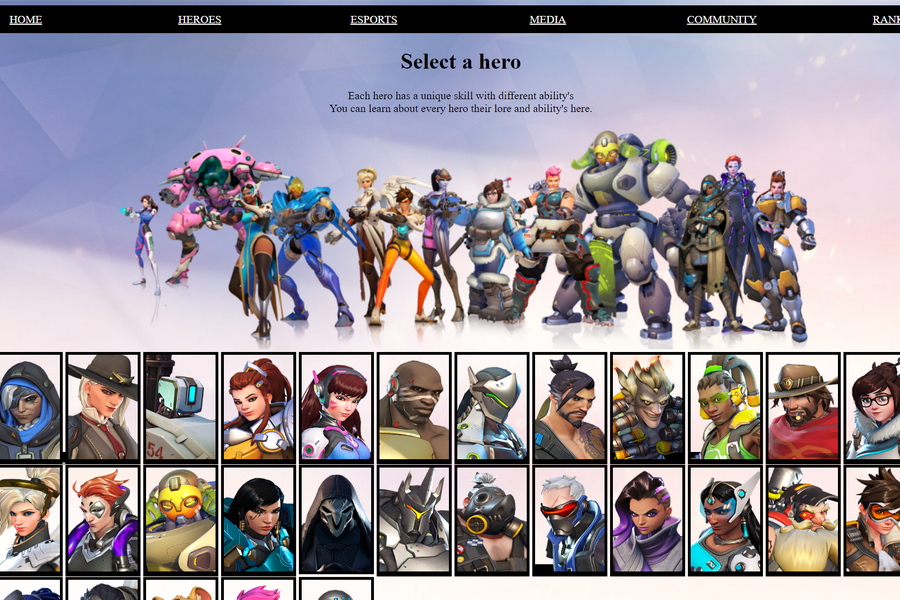 HOME HEROES ESPORTS MEDIA COMMUNITY RANK
Select a hero
Each hero has a unique skill with different ability's
You can learn about every hero their lore and ability's here.
54